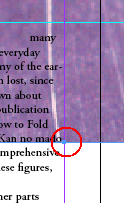 many
everyday
ny of the ear-
n lost, since
wn about
publication
ow to Fold
Kan no mado
mprehensive
ese figures,
ner parts